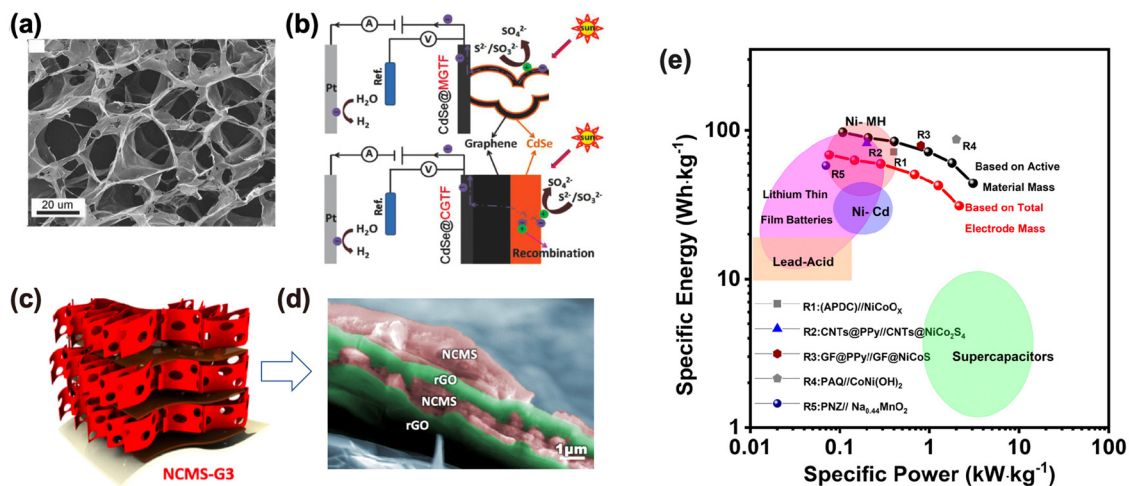 (a)
20 um
(b)
A
V
Pt
Ref.
H₂O
H₂
CdSe@MGTF
SO₄²⁻
S²⁻/SO₃²⁻
sun
Graphene
CdSe
A
V
Pt
Ref.
H₂O
H₂
CdSe@CGTF
sun
SO₄²⁻
S²⁻/SO₃²⁻
Recombination
(c)
NCMS-G3
(d)
NCMS
rGO
NCMS
rGO
1μm
(e)
Specific Energy (Wh·kg⁻¹)
100
10
1
Ni- MH
R3
R4
R2
R1
R5
Based on Active
Material Mass
Lithium Thin
Film Batteries
Ni- Cd
Based on Total
Electrode Mass
Lead-Acid
R1:(APDC)//NiCoOₓ
R2:CNTs@PPy//CNTs@NiCo₂S₄
R3:GF@PPy//GF@NiCoS
R4:PAQ//CoNi(OH)₂
R5:PNZ// Na₀.₄₄MnO₂
Supercapacitors
0.01
0.1
1
10
100
Specific Power (kW·kg⁻¹)